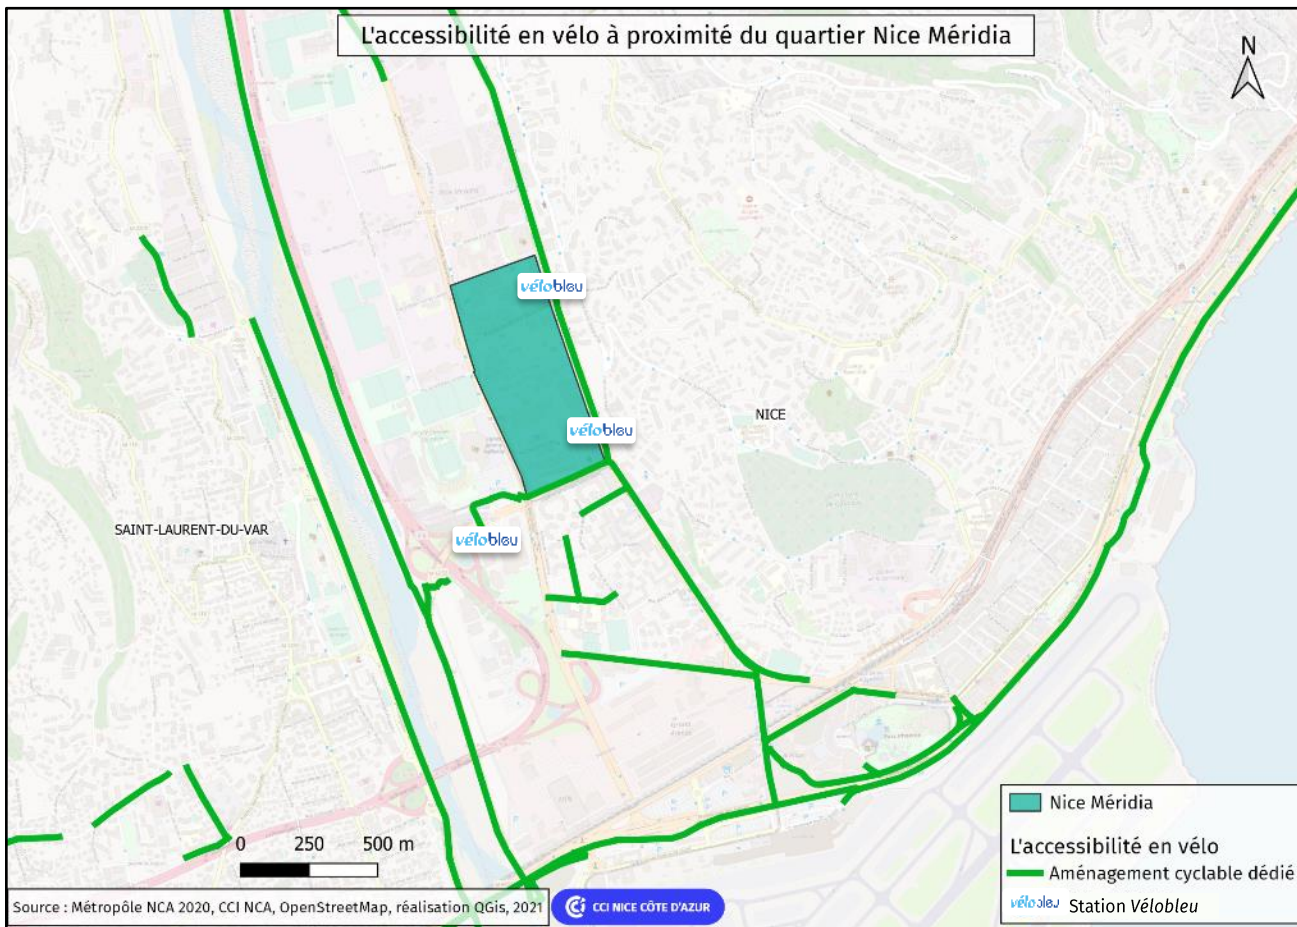 L'accessibilité en vélo à proximité du quartier Nice Méridia
N
vélobleu
vélobleu
NICE
SAINT-LAURENT-DU-VAR
vélobleu
Nice Méridia
L'accessibilité en vélo
Aménagement cyclable dédié
vélobleu Station Vélobleu
0 250 500 m
Source : Métropôle NCA 2020, CCI NCA, OpenStreetMap, réalisation QGis, 2021
CCI NICE CÔTE D'AZUR